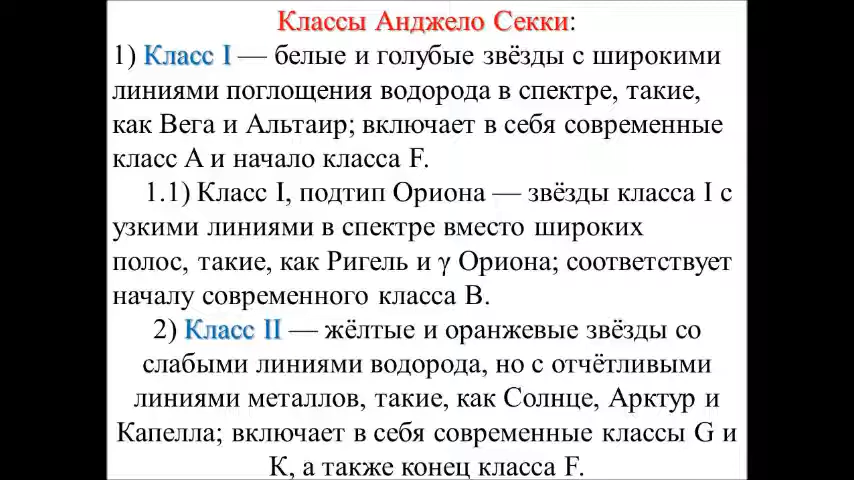 Классы Анджело Секки:
1) Класс I — белые и голубые звёзды с широкими
линиями поглощения водорода в спектре, такие,
как Вега и Альтаир; включает в себя современные
класс A и начало класса F.
1.1) Класс I, подтип Ориона — звёзды класса I с
узкими линиями в спектре вместо широких
полос, такие, как Ригель и γ Ориона; соответствует
началу современного класса B.
2) Класс II — жёлтые и оранжевые звёзды со
слабыми линиями водорода, но с отчётливыми
линиями металлов, такие, как Солнце, Арктур и
Капелла; включает в себя современные классы G и
K, а также конец класса F.